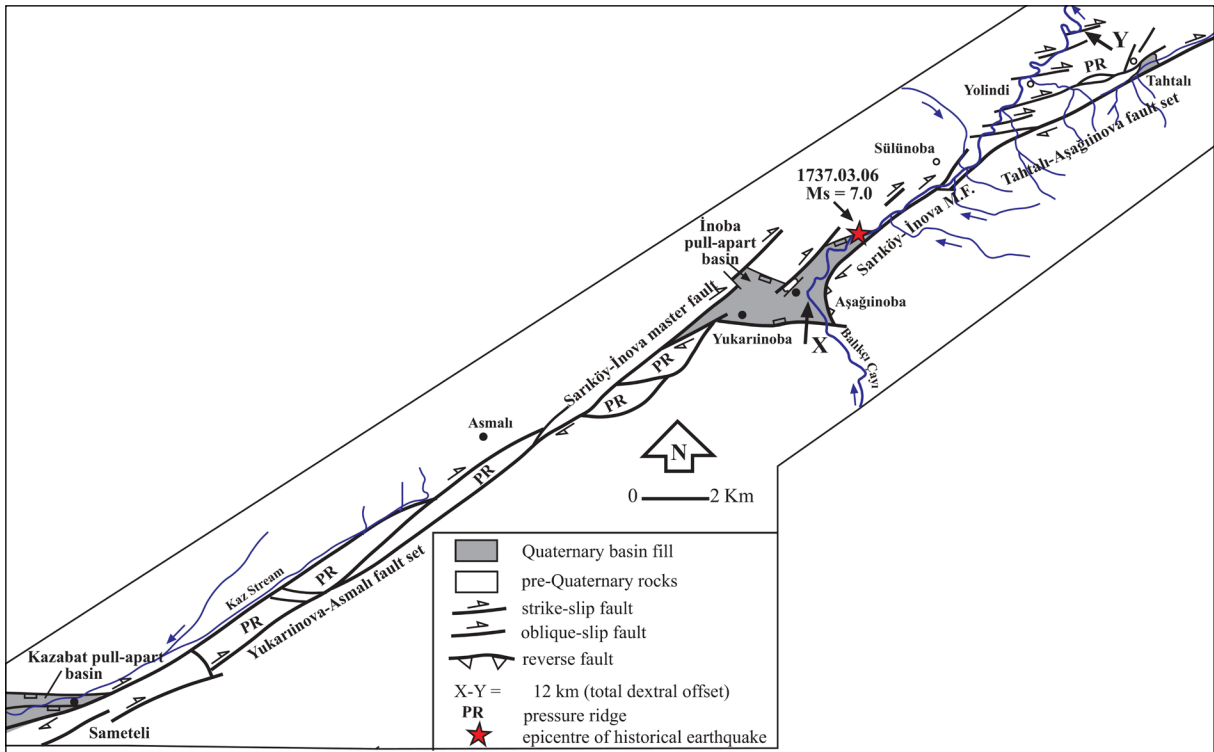 Y
PR
Tahtalı
Yolindi
Tahtalı-Aşağıinova fault set
Sülünoba
1737.03.06
Ms = 7.0
Sarıköy- İnova M.F.
İnoba
pull-apart
basin
Aşağıinoba
Yukarıinoba
X
Balıkçı Çayı
Sarıköy-İnova master fault
PR
PR
Asmalı
PR
N
0 2 Km
PR
Kaz Stream
PR
Yukarıinova-Asmalı fault set
Kazabat pull-apart
basin
Sameteli
Quaternary basin fill
pre-Quaternary rocks
strike-slip fault
oblique-slip fault
reverse fault
X-Y = 12 km (total dextral offset)
PR pressure ridge
epicentre of historical earthquake